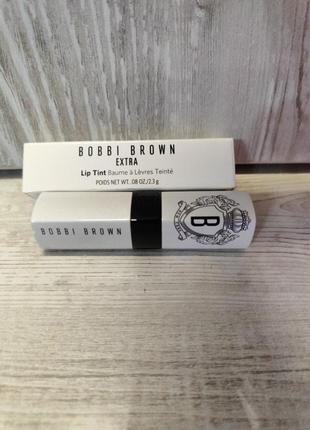 BOBBI BROWN
EXTRA
Lip Tint Baume à Lèvres Teinté
POIDS NET WT. .08 OZ./2.3 g
BOBBI BROWN
B